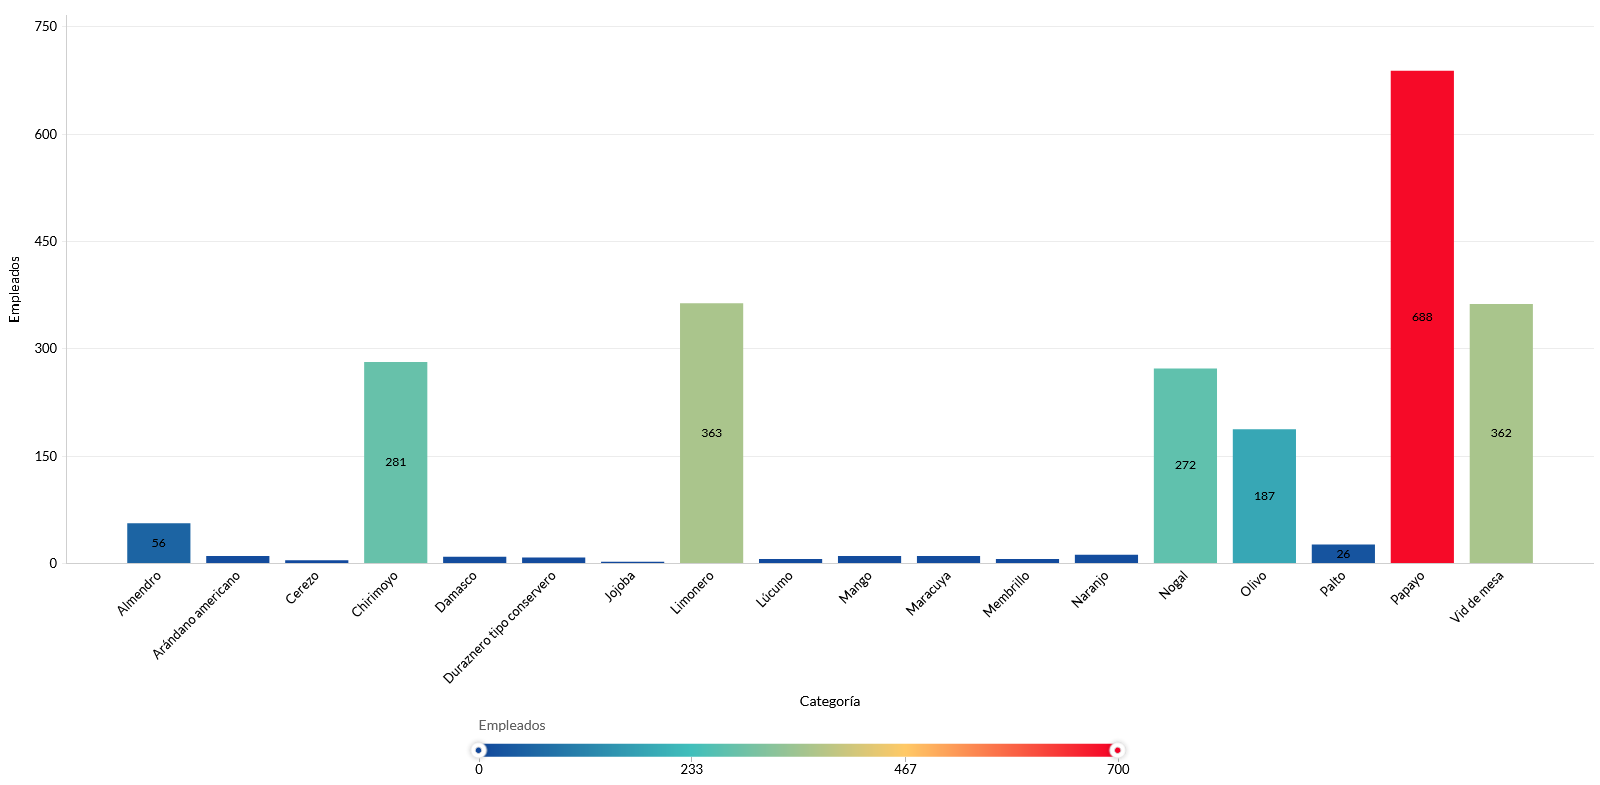 750
600
450
300
150
0
Empleados
56
281
363
272
187
26
688
362
Almendro
Arándano americano
Cerezo
Chirimoyo
Damasco
Duraznero tipo conservero
Jojoba
Limonero
Lúcumo
Mango
Maracuya
Membrillo
Naranjo
Nogal
Olivo
Palto
Papayo
Vid de mesa
Categoría
Empleados
0 233 467 700